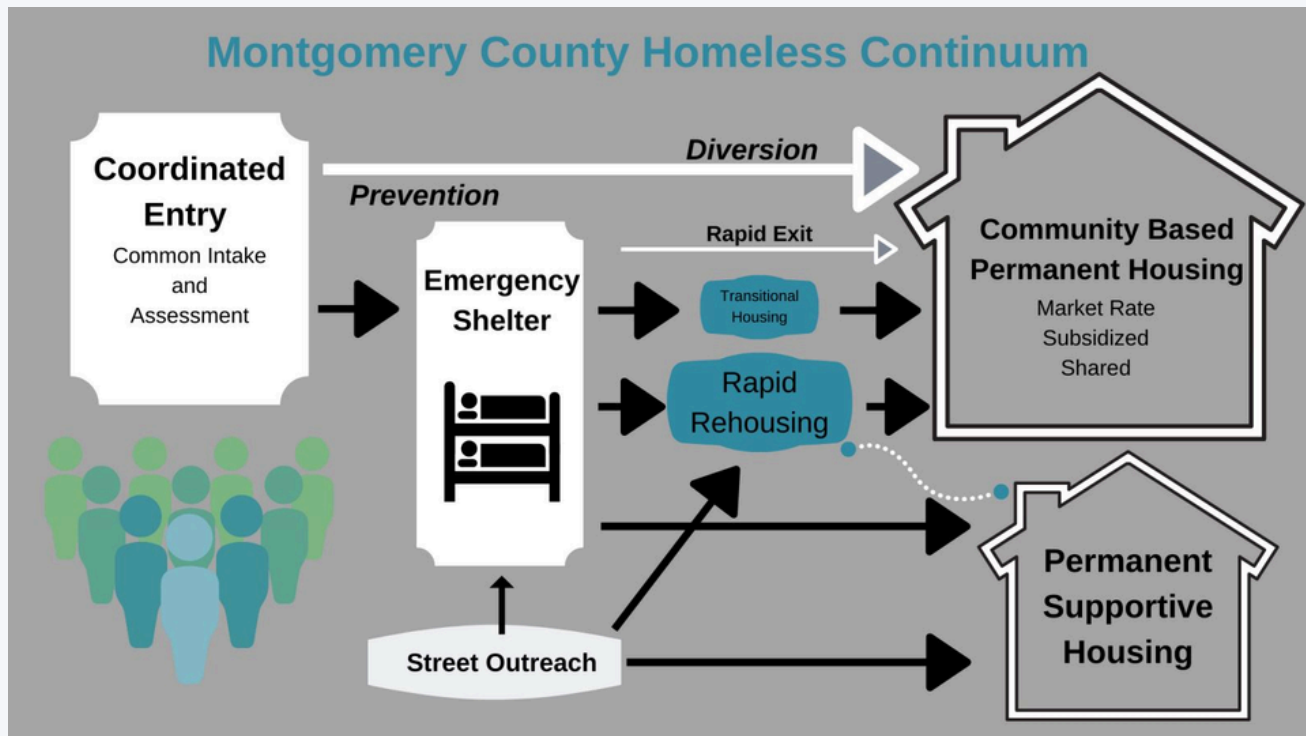 Montgomery County Homeless Continuum
Coordinated
Entry
Common Intake
and
Assessment
Diversion
Prevention
Rapid Exit
Emergency
Shelter
Transitional
Housing
Rapid
Rehousing
Community Based
Permanent Housing
Market Rate
Subsidized
Shared
Street Outreach
Permanent
Supportive
Housing